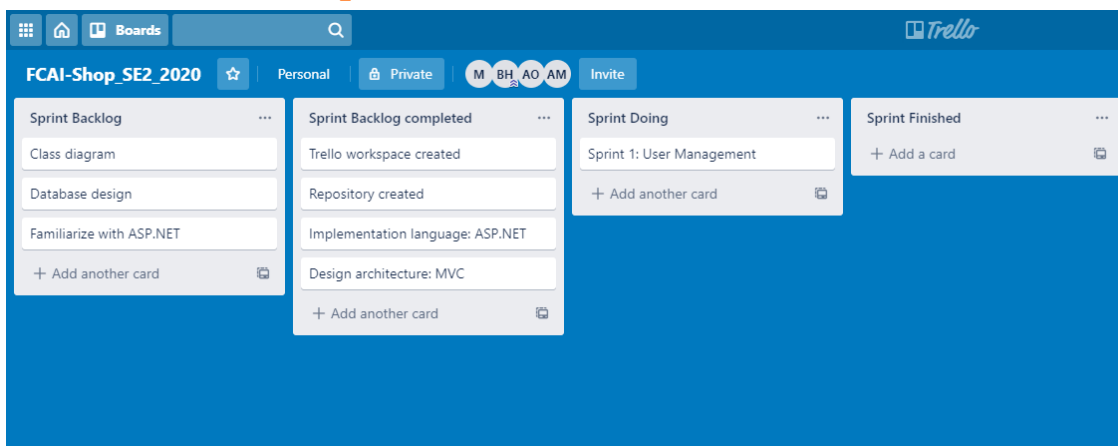 Boards
Trello
FCAI-Shop_SE2_2020
Personal
Private
M BH AO AM
Invite
Sprint Backlog
Class diagram
Database design
Familiarize with ASP.NET
+ Add another card
Sprint Backlog completed
Trello workspace created
Repository created
Implementation language: ASP.NET
Design architecture: MVC
+ Add another card
Sprint Doing
Sprint 1: User Management
+ Add another card
Sprint Finished
+ Add a card